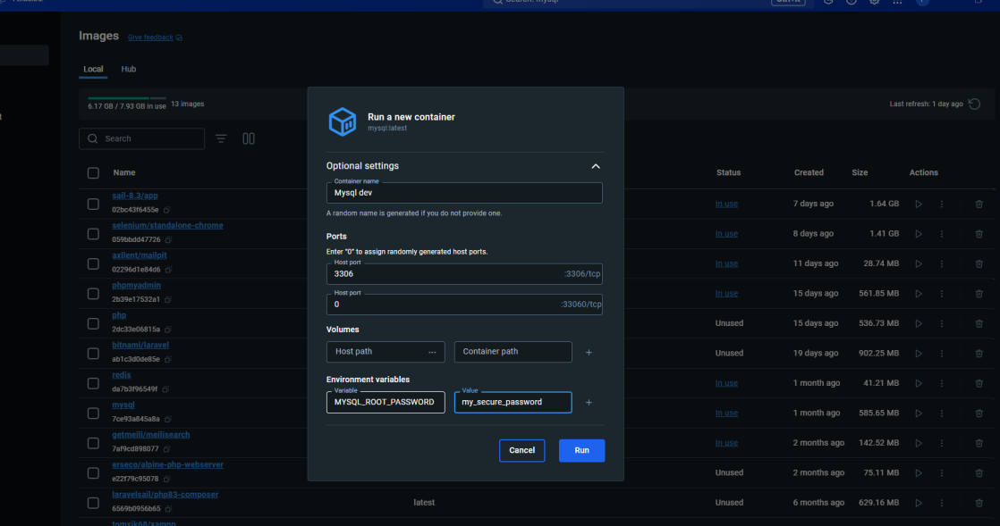 Search: mysql
Ctrl+K
Images Give feedback
Local Hub
6.17 GB / 7.93 GB in use 13 images
Last refresh: 1 day ago
Search
Name Status Created Size Actions
sail-8.3/app
02bc43f6455e In use 7 days ago 1.64 GB
selenium/standalone-chrome
059bbdd47726 In use 8 days ago 1.41 GB
axllent/mailpit
02296d1e84d6 In use 11 days ago 28.74 MB
phpmyadmin
2b39e17532a1 In use 15 days ago 561.85 MB
php
2dc33e06815a Unused 15 days ago 536.73 MB
bitnami/laravel
ab1c3d0de85e Unused 19 days ago 902.25 MB
redis
da7b3f96549f In use 1 month ago 41.21 MB
mysql
7ce93a845a8a In use 1 month ago 585.65 MB
getmeili/meilisearch
7af9cd898077 In use 2 months ago 142.52 MB
erseco/alpine-php-webserver
e22f79c95078 Unused 2 months ago 75.11 MB
laravelsail/php83-composer
6569b0956b65 latest Unused 6 months ago 629.16 MB
tomsik68/xampp
Run a new container
mysql:latest
Optional settings
Container name
Mysql dev
A random name is generated if you do not provide one.
Ports
Enter "0" to assign randomly generated host ports.
Host port
3306 :3306/tcp
Host port
0 :33060/tcp
Volumes
Host path ... Container path +
Environment variables
Variable Value
MYSQL_ROOT_PASSWORD my_secure_password +
Cancel Run